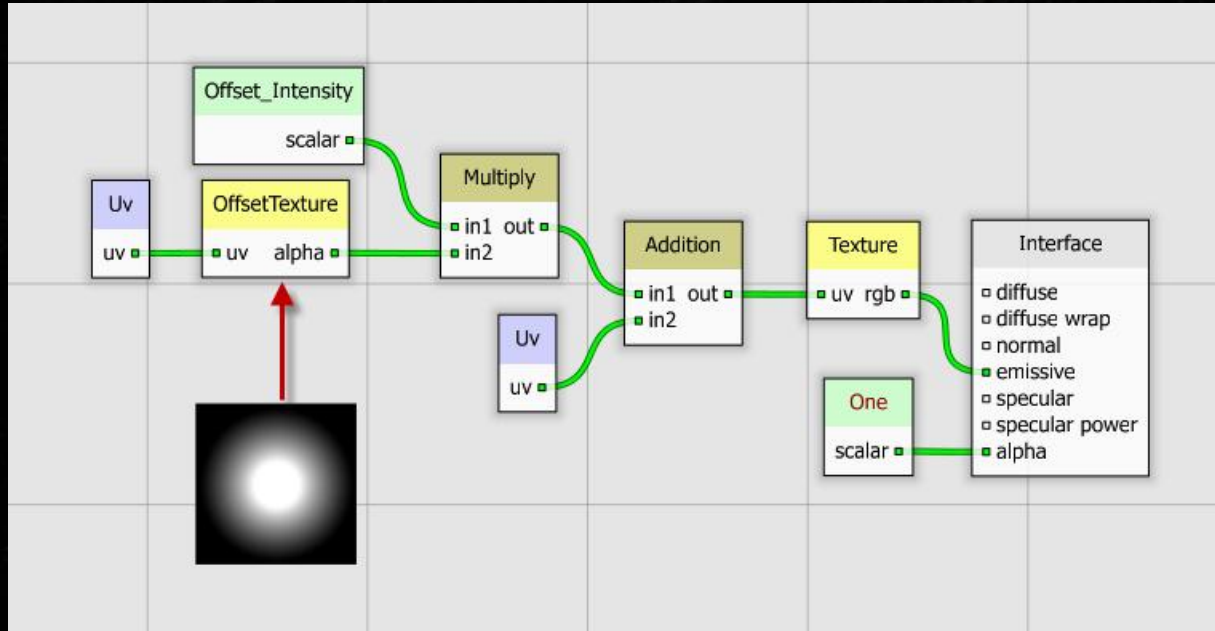 Offset_Intensity
scalar
Uv
uv
OffsetTexture
uv alpha
Multiply
in1 out
in2
Uv
uv
Addition
in1 out
in2
Texture
uv rgb
One
scalar
Interface
diffuse
diffuse wrap
normal
emissive
specular
specular power
alpha